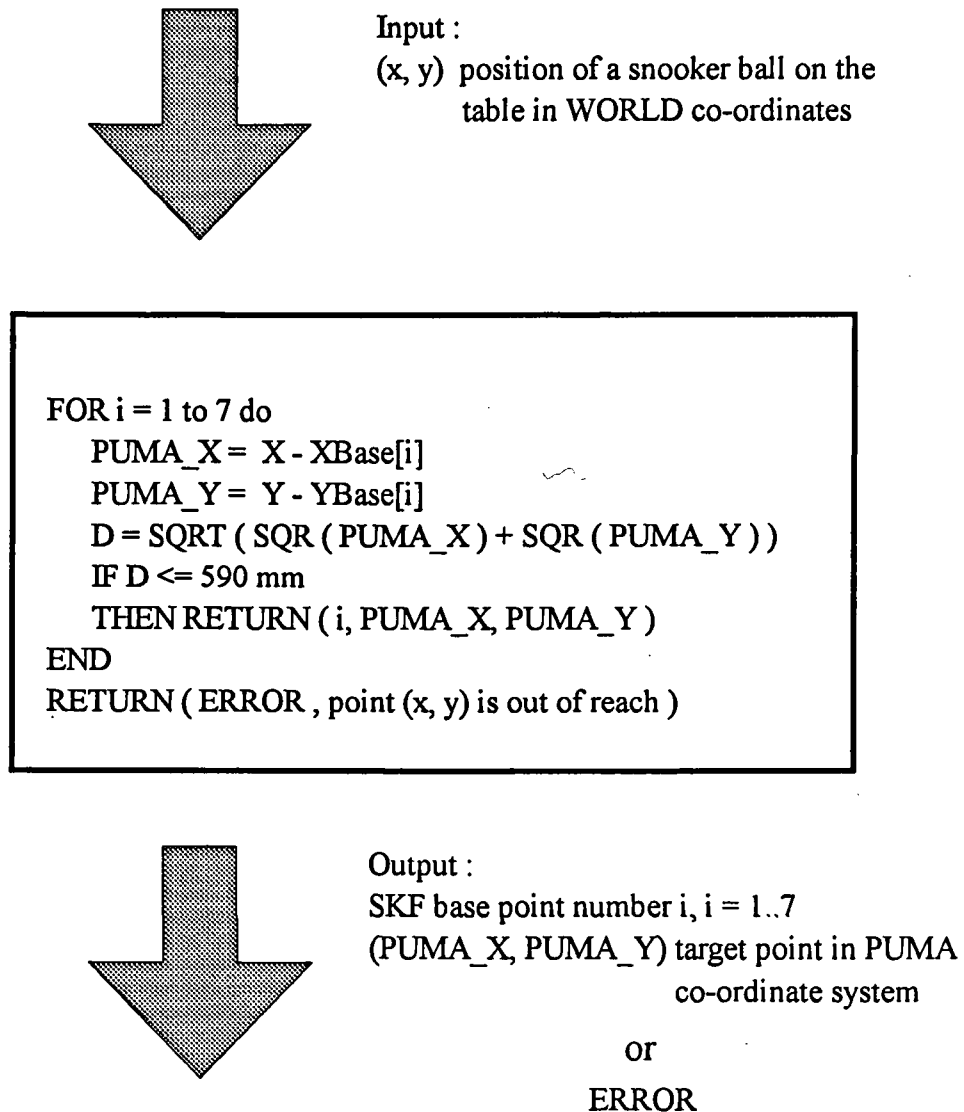 Input :
(x, y) position of a snooker ball on the
table in WORLD co-ordinates
FOR i = 1 to 7 do
PUMA_X = X - XBase[i]
PUMA_Y = Y - YBase[i]
D = SQRT ( SQR ( PUMA_X ) + SQR ( PUMA_Y ) )
IF D <= 590 mm
THEN RETURN ( i, PUMA_X, PUMA_Y )
END
RETURN ( ERROR , point (x, y) is out of reach )
Output :
SKF base point number i, i = 1..7
(PUMA_X, PUMA_Y) target point in PUMA
co-ordinate system
or
ERROR